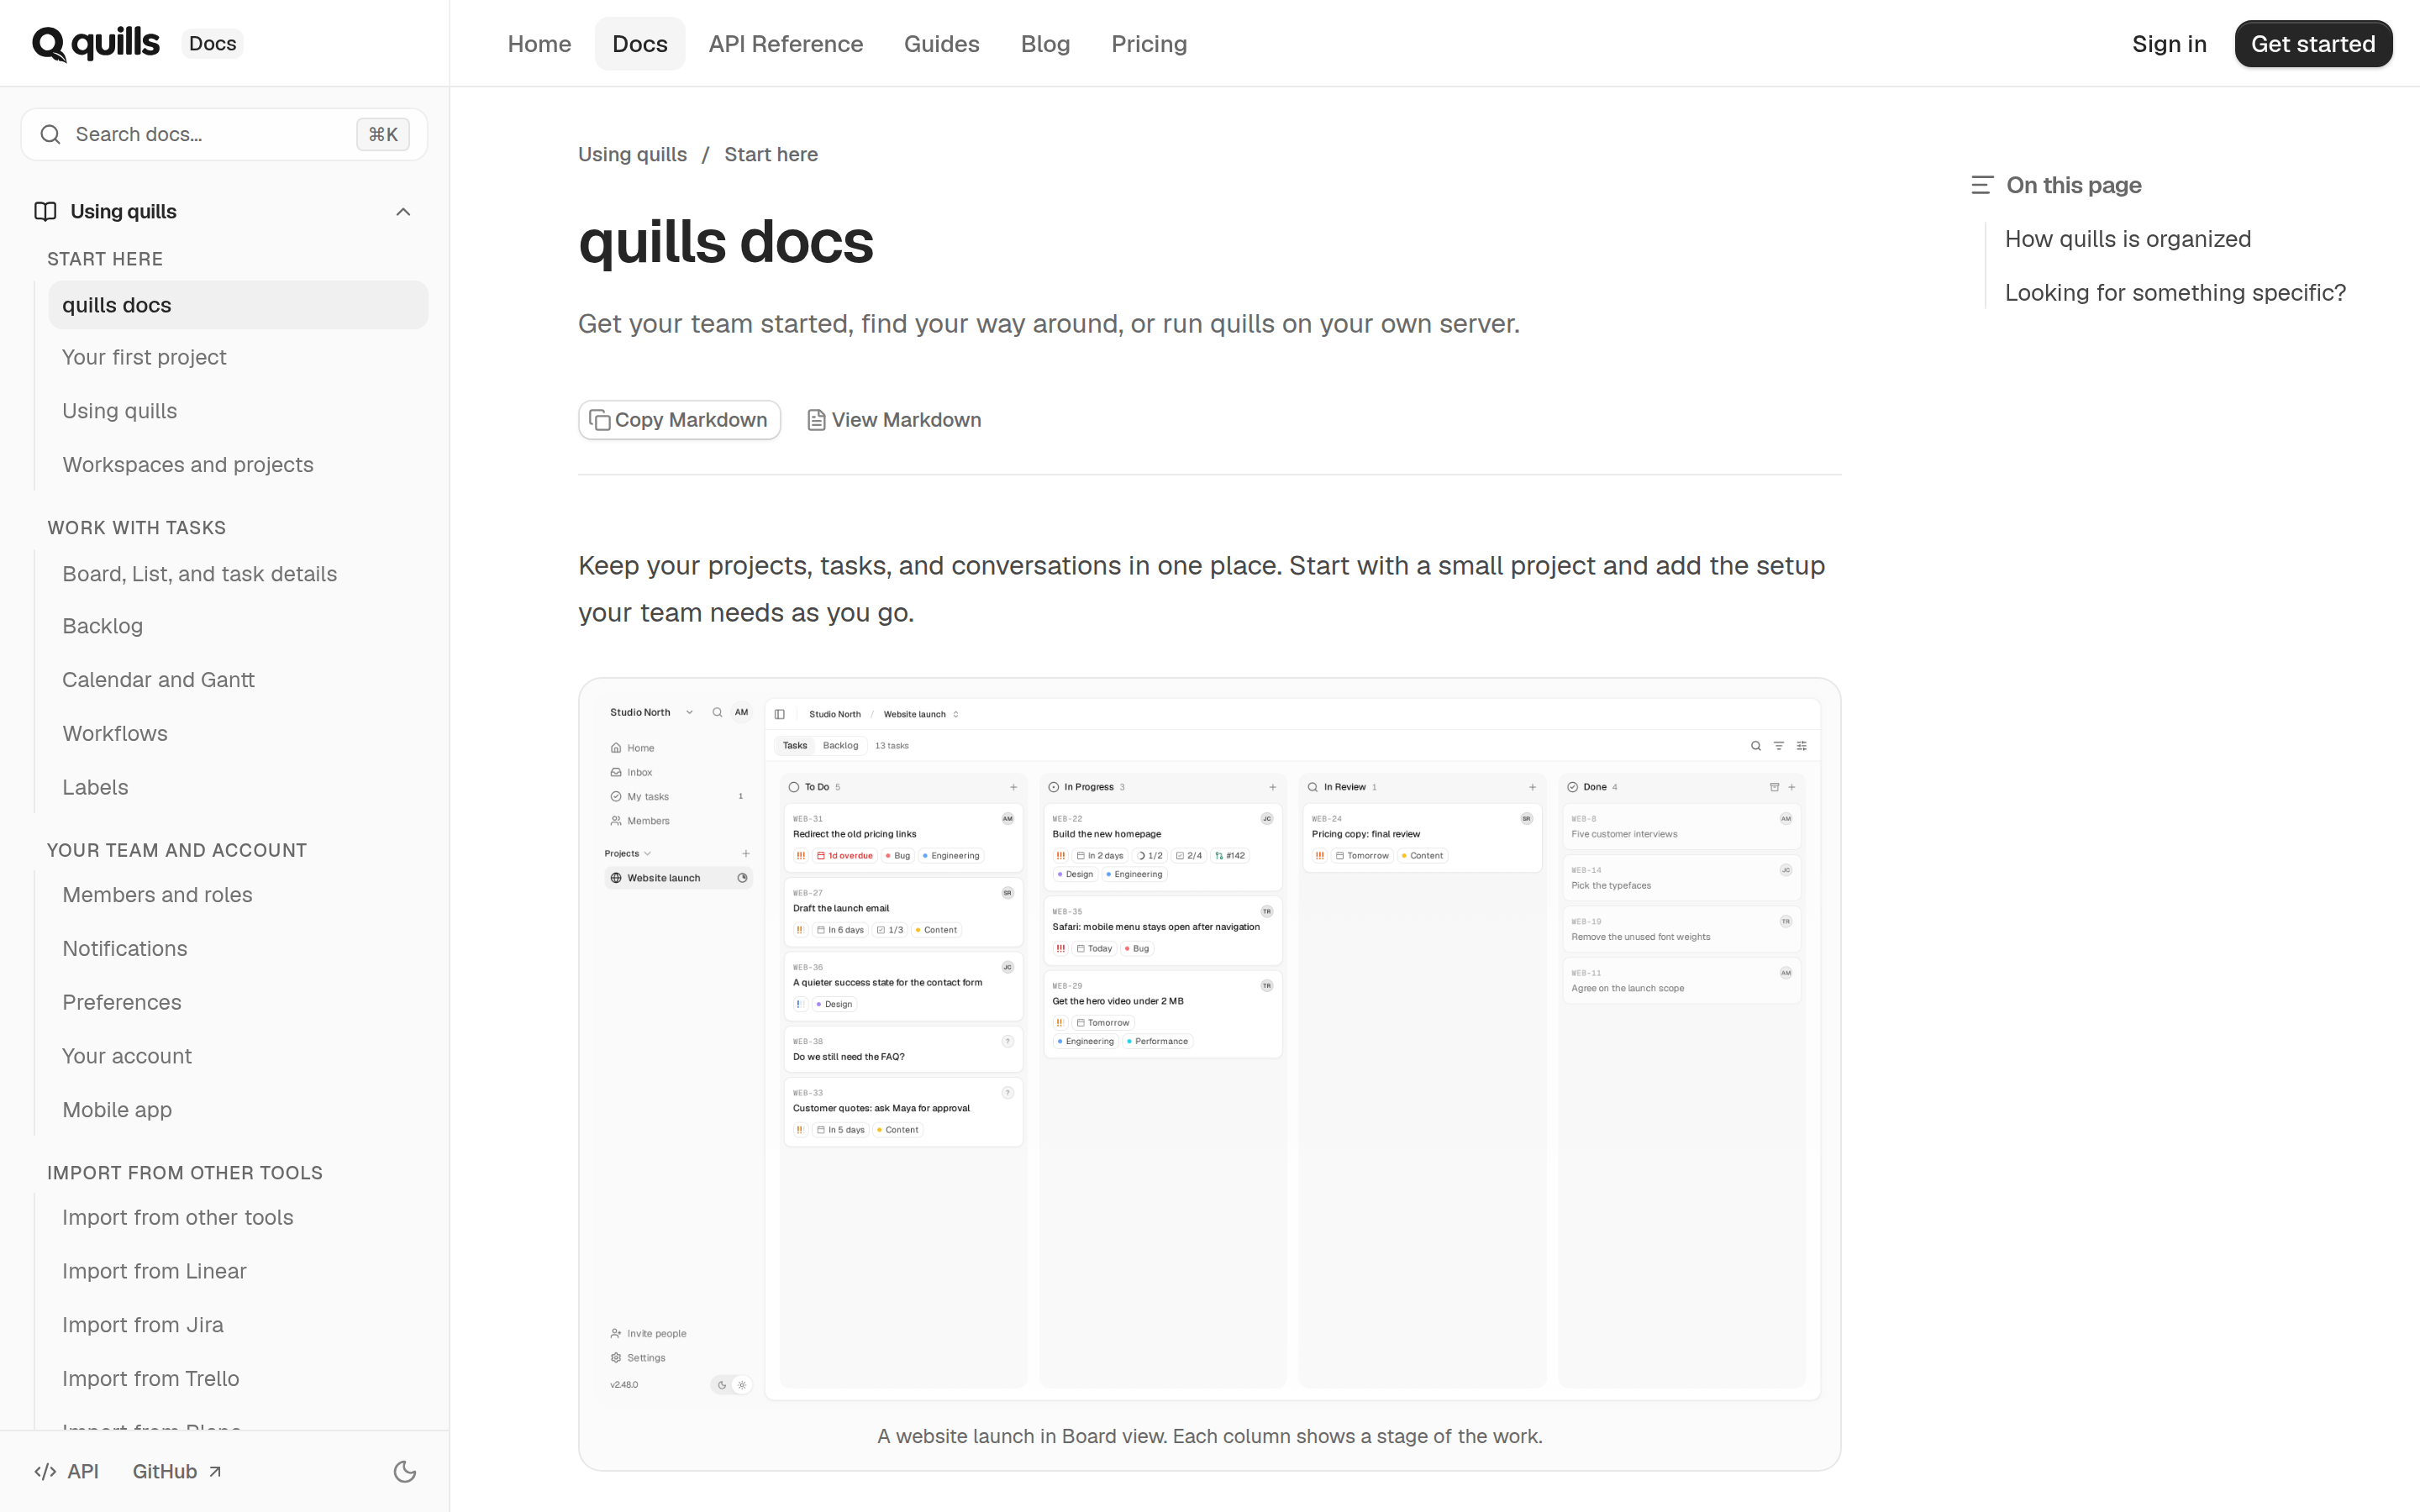 quills Docs
Home Docs API Reference Guides Blog Pricing
Sign in Get started
Search docs... ⌘K
Using quills
START HERE
quills docs
Your first project
Using quills
Workspaces and projects
WORK WITH TASKS
Board, List, and task details
Backlog
Calendar and Gantt
Workflows
Labels
YOUR TEAM AND ACCOUNT
Members and roles
Notifications
Preferences
Your account
Mobile app
IMPORT FROM OTHER TOOLS
Import from other tools
Import from Linear
Import from Jira
Import from Trello
Import from Plane
API GitHub
Using quills / Start here
quills docs
Get your team started, find your way around, or run quills on your own server.
Copy Markdown View Markdown
Keep your projects, tasks, and conversations in one place. Start with a small project and add the setup
your team needs as you go.
Studio North AM
Home
Inbox
My tasks 1
Members
Projects
Website launch
Invite people
Settings
v2.48.0
Studio North / Website launch
Tasks Backlog 13 tasks
To Do 5
WEB-31 AM
Redirect the old pricing links
!!! 1d overdue Bug Engineering
WEB-27 SR
Draft the launch email
!! In 6 days 1/3 Content
WEB-36 JC
A quieter success state for the contact form
! Design
WEB-38 ?
Do we still need the FAQ?
WEB-33 ?
Customer quotes: ask Maya for approval
!! In 5 days Content
In Progress 3
WEB-22 JC
Build the new homepage
!!! In 2 days 1/2 2/4 #142
Design Engineering
WEB-35 TR
Safari: mobile menu stays open after navigation
!!! Today Bug
WEB-29 TR
Get the hero video under 2 MB
!! Tomorrow
Engineering Performance
In Review 1
WEB-24 SR
Pricing copy: final review
!!! Tomorrow Content
Done 4
WEB-8 AM
Five customer interviews
WEB-14 JC
Pick the typefaces
WEB-19 TR
Remove the unused font weights
WEB-11 AM
Agree on the launch scope
A website launch in Board view. Each column shows a stage of the work.
On this page
How quills is organized
Looking for something specific?